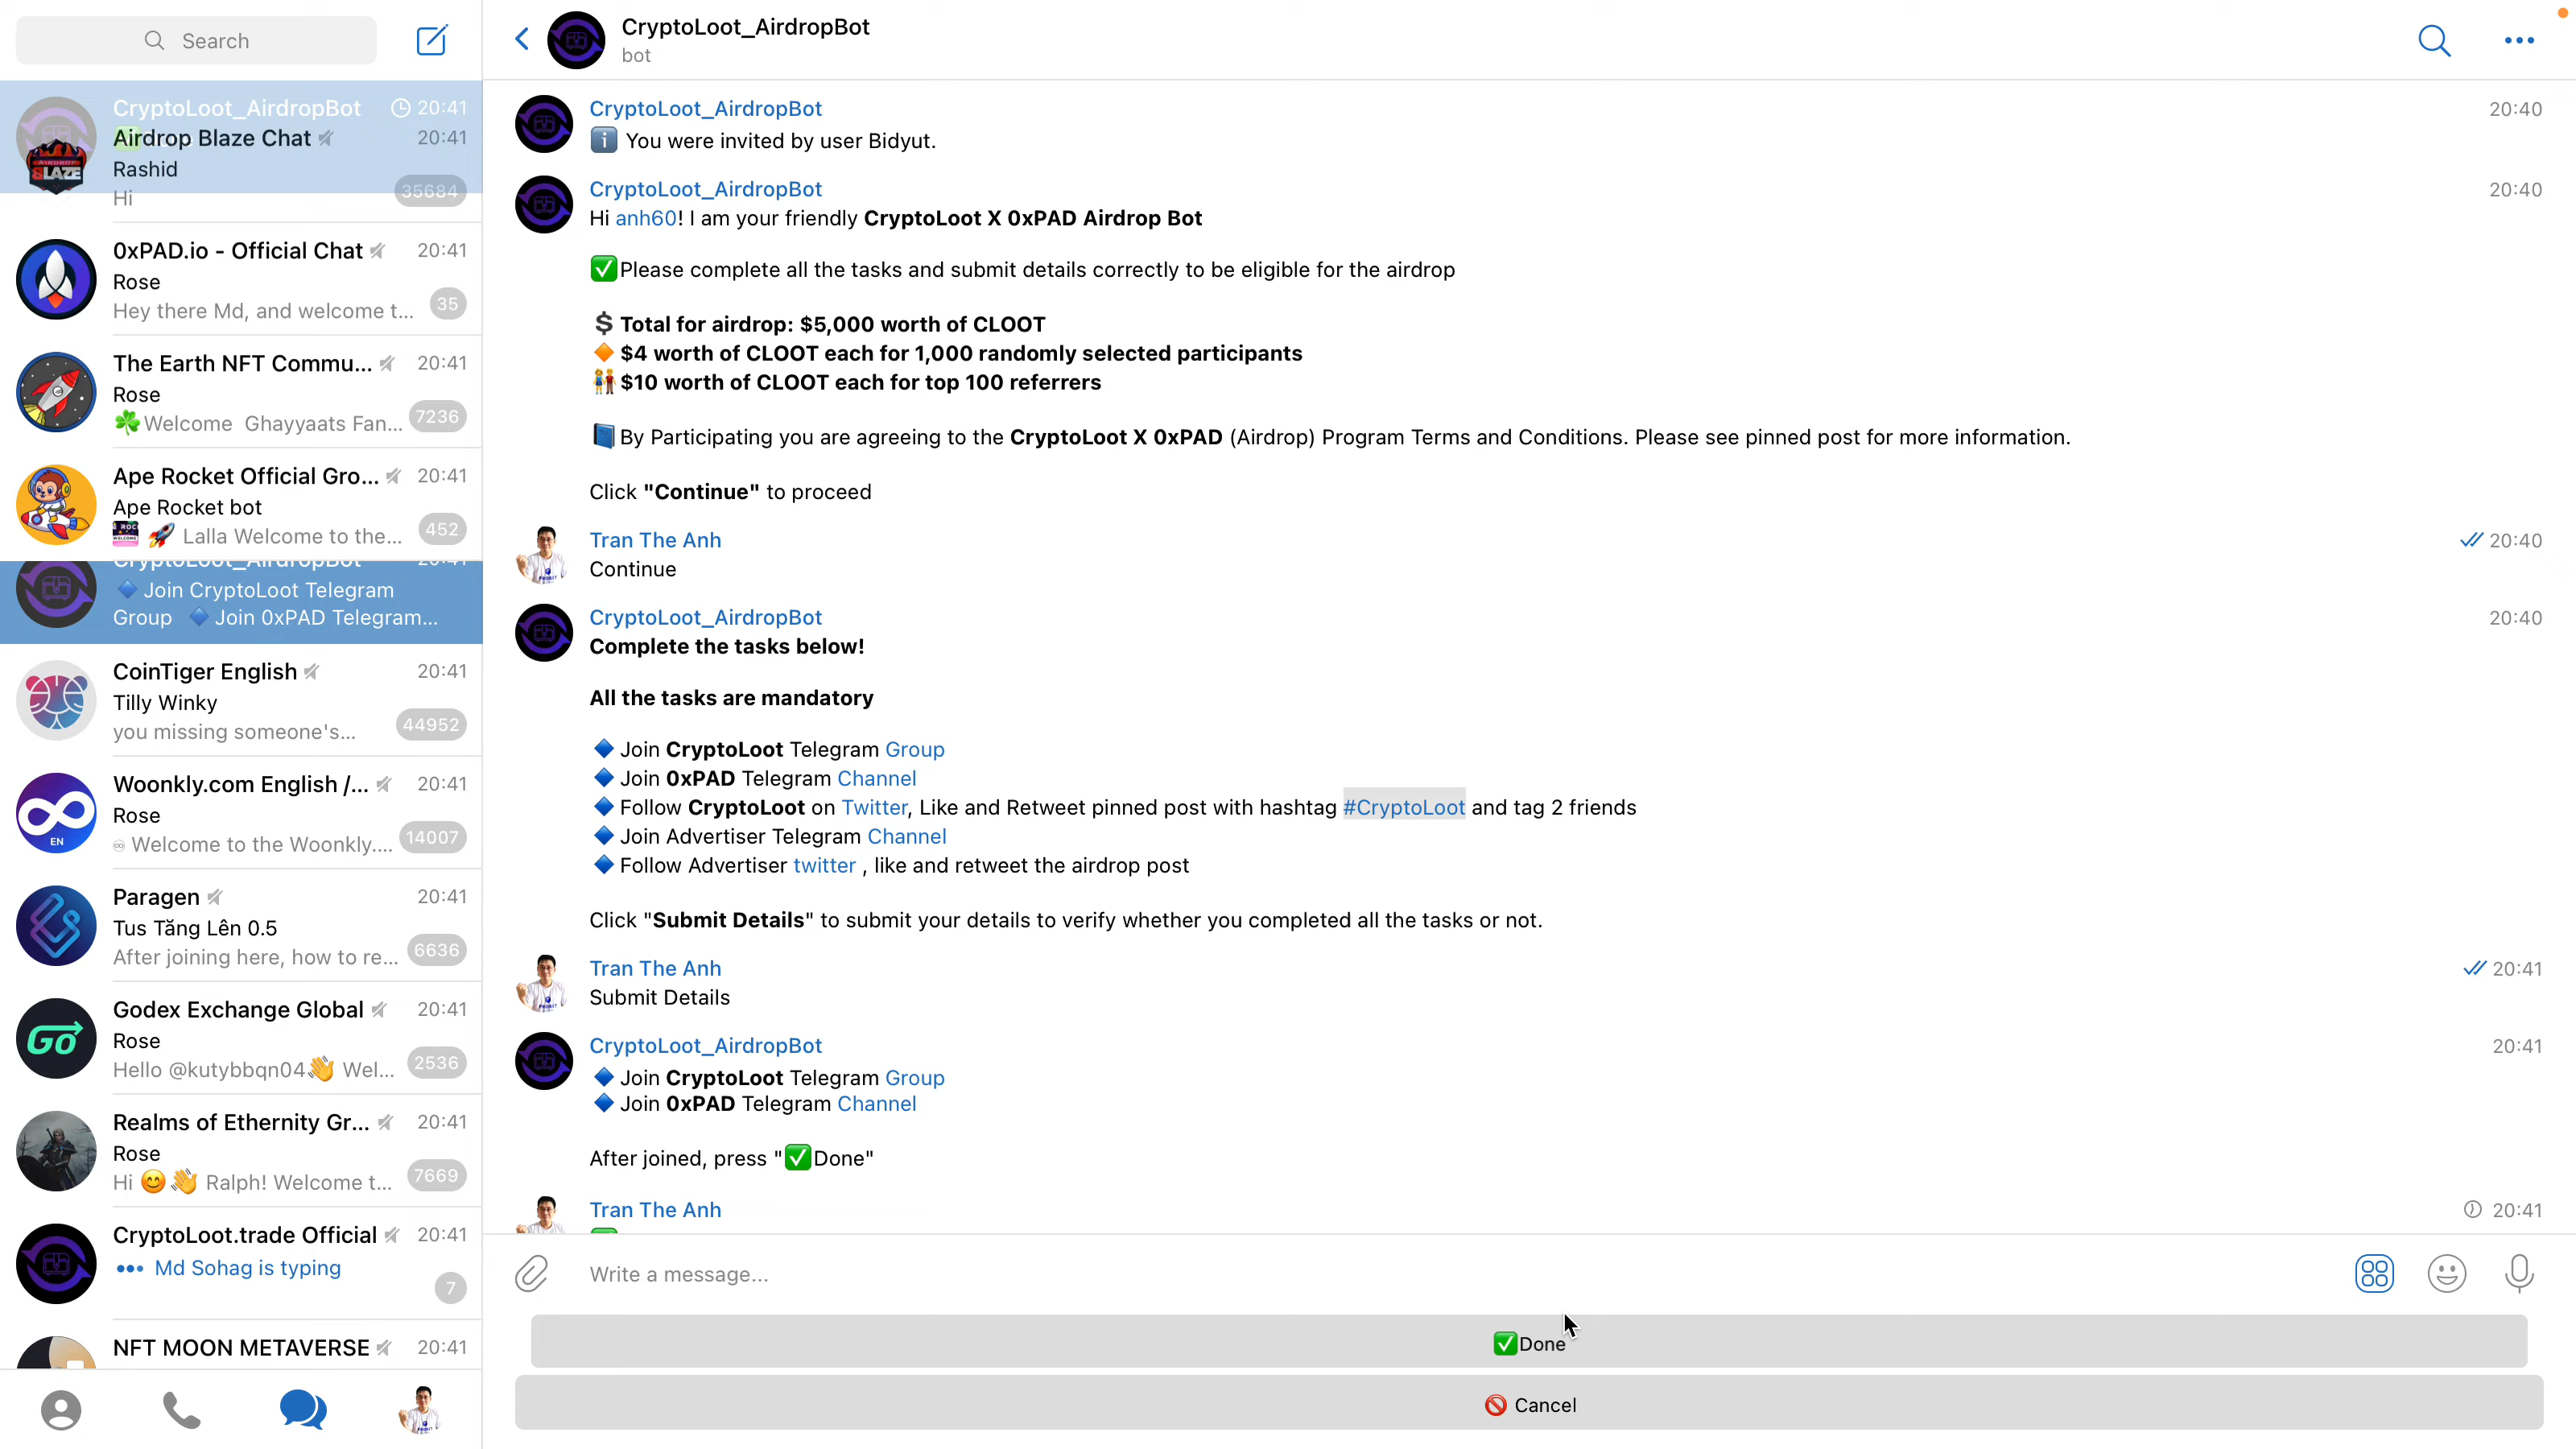 Search
CryptoLoot_AirdropBot 20:41
Airdrop Blaze Chat 20:41
Rashid
Hi 35684
0xPAD.io - Official Chat 20:41
Rose
Hey there Md, and welcome t... 35
The Earth NFT Commu... 20:41
Rose
☘️Welcome Ghayyaats Fan... 7236
Ape Rocket Official Gro... 20:41
Ape Rocket bot
🚀 Lalla Welcome to the... 452
CryptoLoot_AirdropBot 20:41
🔷Join CryptoLoot Telegram
Group 🔷Join 0xPAD Telegram...
CoinTiger English 20:41
Tilly Winky
you missing someone's... 44952
Woonkly.com English /... 20:41
Rose
♾ Welcome to the Woonkly.... 14007
EN
Paragen 20:41
Tus Tăng Lên 0.5
After joining here, how to re... 6636
Godex Exchange Global 20:41
Rose
Hello @kutybbqn04👋 Wel... 2536
GO
Realms of Ethernity Gr... 20:41
Rose
Hi 😊👋 Ralph! Welcome t... 7669
CryptoLoot.trade Official 20:41
••• Md Sohag is typing
7
NFT MOON METAVERSE 20:41
CryptoLoot_AirdropBot
bot
CryptoLoot_AirdropBot 20:40
ℹ️ You were invited by user Bidyut.
CryptoLoot_AirdropBot 20:40
Hi anh60! I am your friendly CryptoLoot X 0xPAD Airdrop Bot
✅Please complete all the tasks and submit details correctly to be eligible for the airdrop
💲Total for airdrop: $5,000 worth of CLOOT
🔶$4 worth of CLOOT each for 1,000 randomly selected participants
👫$10 worth of CLOOT each for top 100 referrers
📘By Participating you are agreeing to the CryptoLoot X 0xPAD (Airdrop) Program Terms and Conditions. Please see pinned post for more information.
Click "Continue" to proceed
Tran The Anh 20:40
Continue
CryptoLoot_AirdropBot 20:40
Complete the tasks below!
All the tasks are mandatory
🔷Join CryptoLoot Telegram Group
🔷Join 0xPAD Telegram Channel
🔷Follow CryptoLoot on Twitter, Like and Retweet pinned post with hashtag #CryptoLoot and tag 2 friends
🔷Join Advertiser Telegram Channel
🔷Follow Advertiser twitter , like and retweet the airdrop post
Click "Submit Details" to submit your details to verify whether you completed all the tasks or not.
Tran The Anh 20:41
Submit Details
CryptoLoot_AirdropBot 20:41
🔷Join CryptoLoot Telegram Group
🔷Join 0xPAD Telegram Channel
After joined, press "✅Done"
Tran The Anh 20:41
Write a message...
✅Done
🚫 Cancel